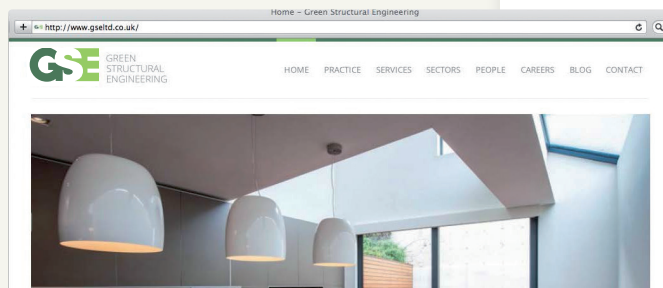 Home – Green Structural Engineering
http://www.gseltd.co.uk/
GSE
GREEN
STRUCTURAL
ENGINEERING
HOME PRACTICE SERVICES SECTORS PEOPLE CAREERS BLOG CONTACT